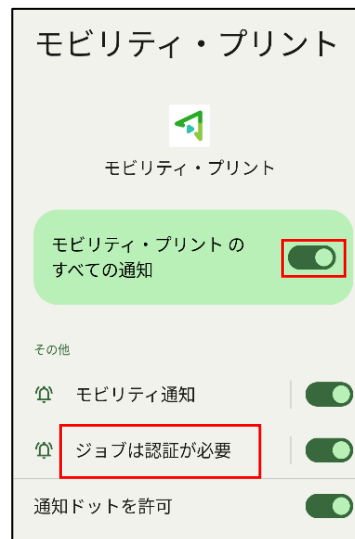 モビリティ・プリント
モビリティ・プリント
モビリティ・プリント の
すべての通知
その他
モビリティ通知
ジョブは認証が必要
通知ドットを許可